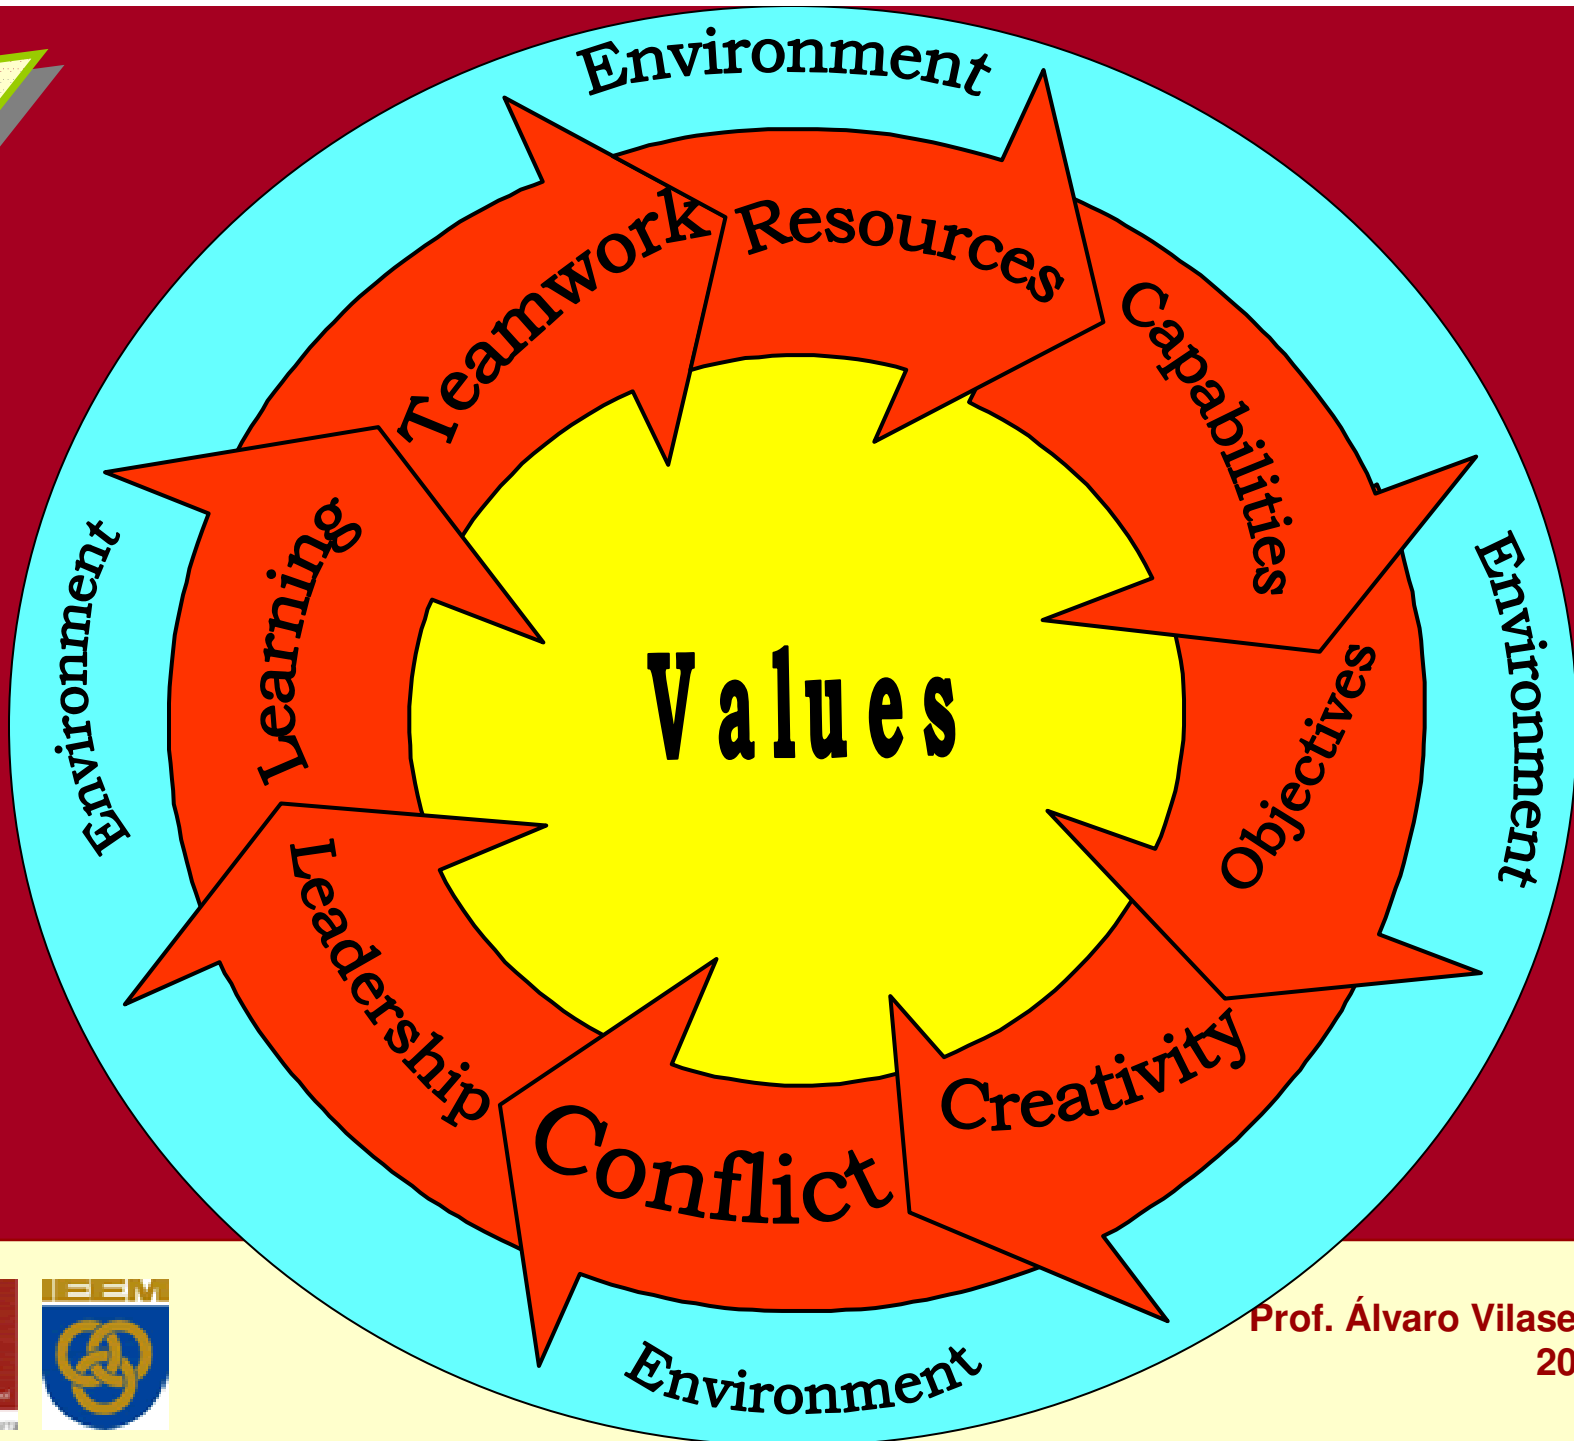 Environment
Teamwork
Resources
Capabilities
Learning
Environment
Environment
Values
Objectives
Leadership
Creativity
Conflict
IEEM
Prof. Álvaro Vilase
20
Environment